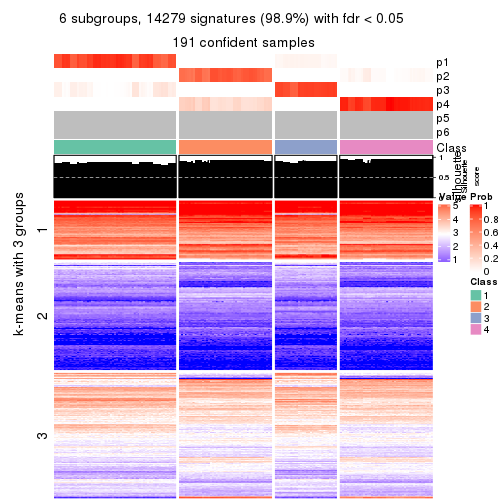 6 subgroups, 14279 signatures (98.9%) with fdr < 0.05
191 confident samples
p1
p2
p3
p4
p5
p6
Class
1
0.5
0
Silhouette
score
k-means with 3 groups
1
2
3
Value
5
4
3
2
1
Prob
1
0.8
0.6
0.4
0.2
0
Class
1
2
3
4